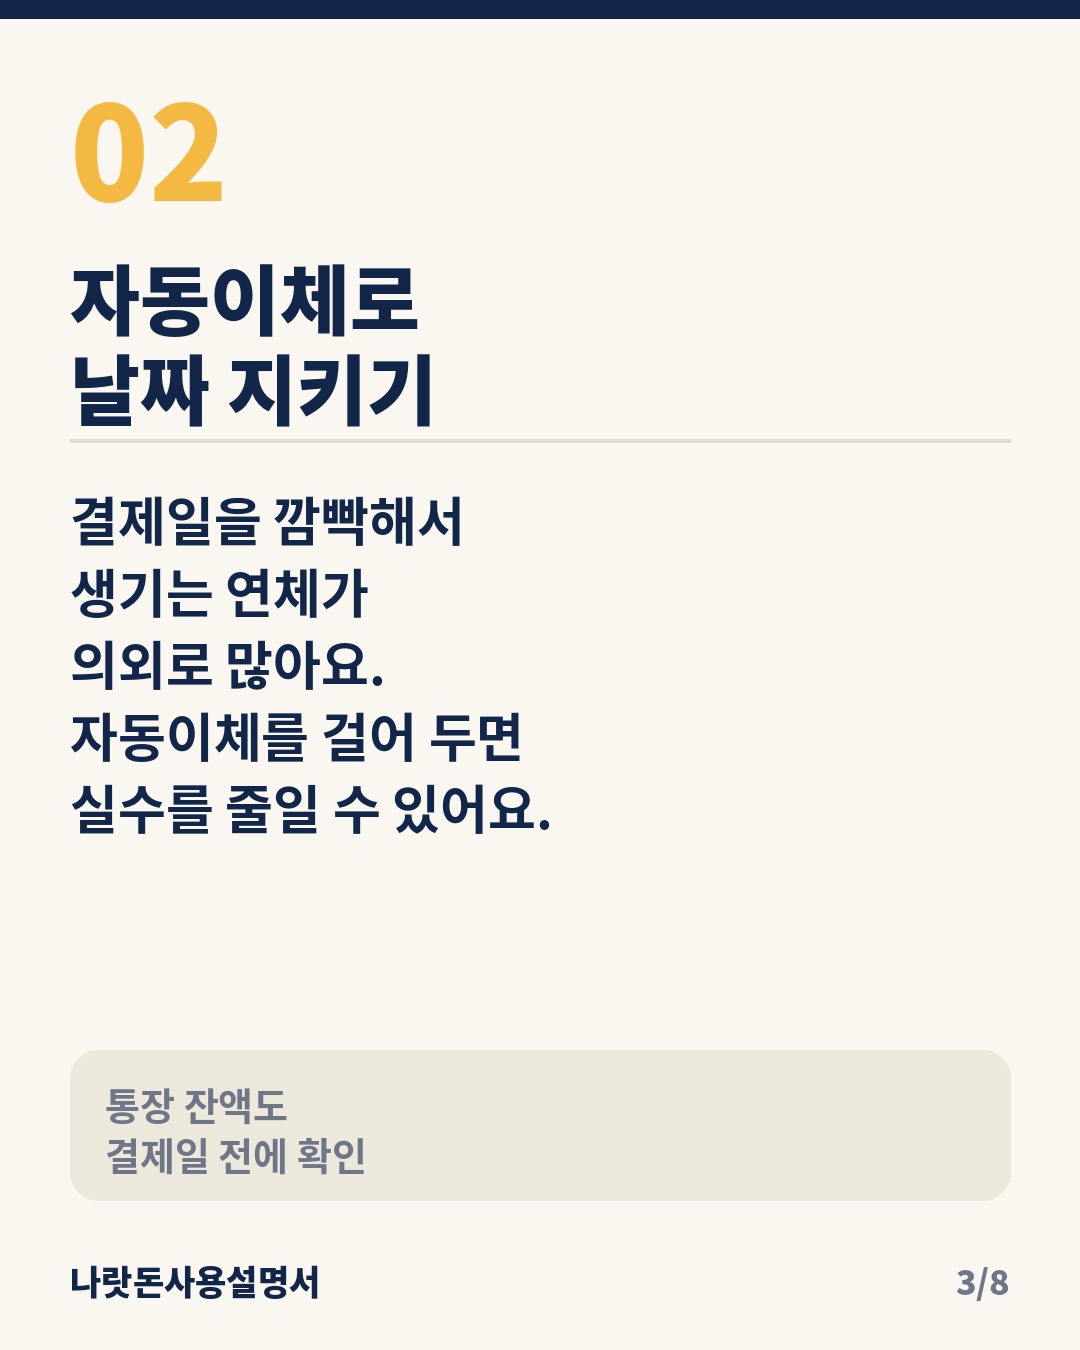 02
자동이체로
날짜 지키기
결제일을 깜빡해서
생기는 연체가
의외로 많아요.
자동이체를 걸어 두면
실수를 줄일 수 있어요.
통장 잔액도
결제일 전에 확인
나랏돈사용설명서
3/8